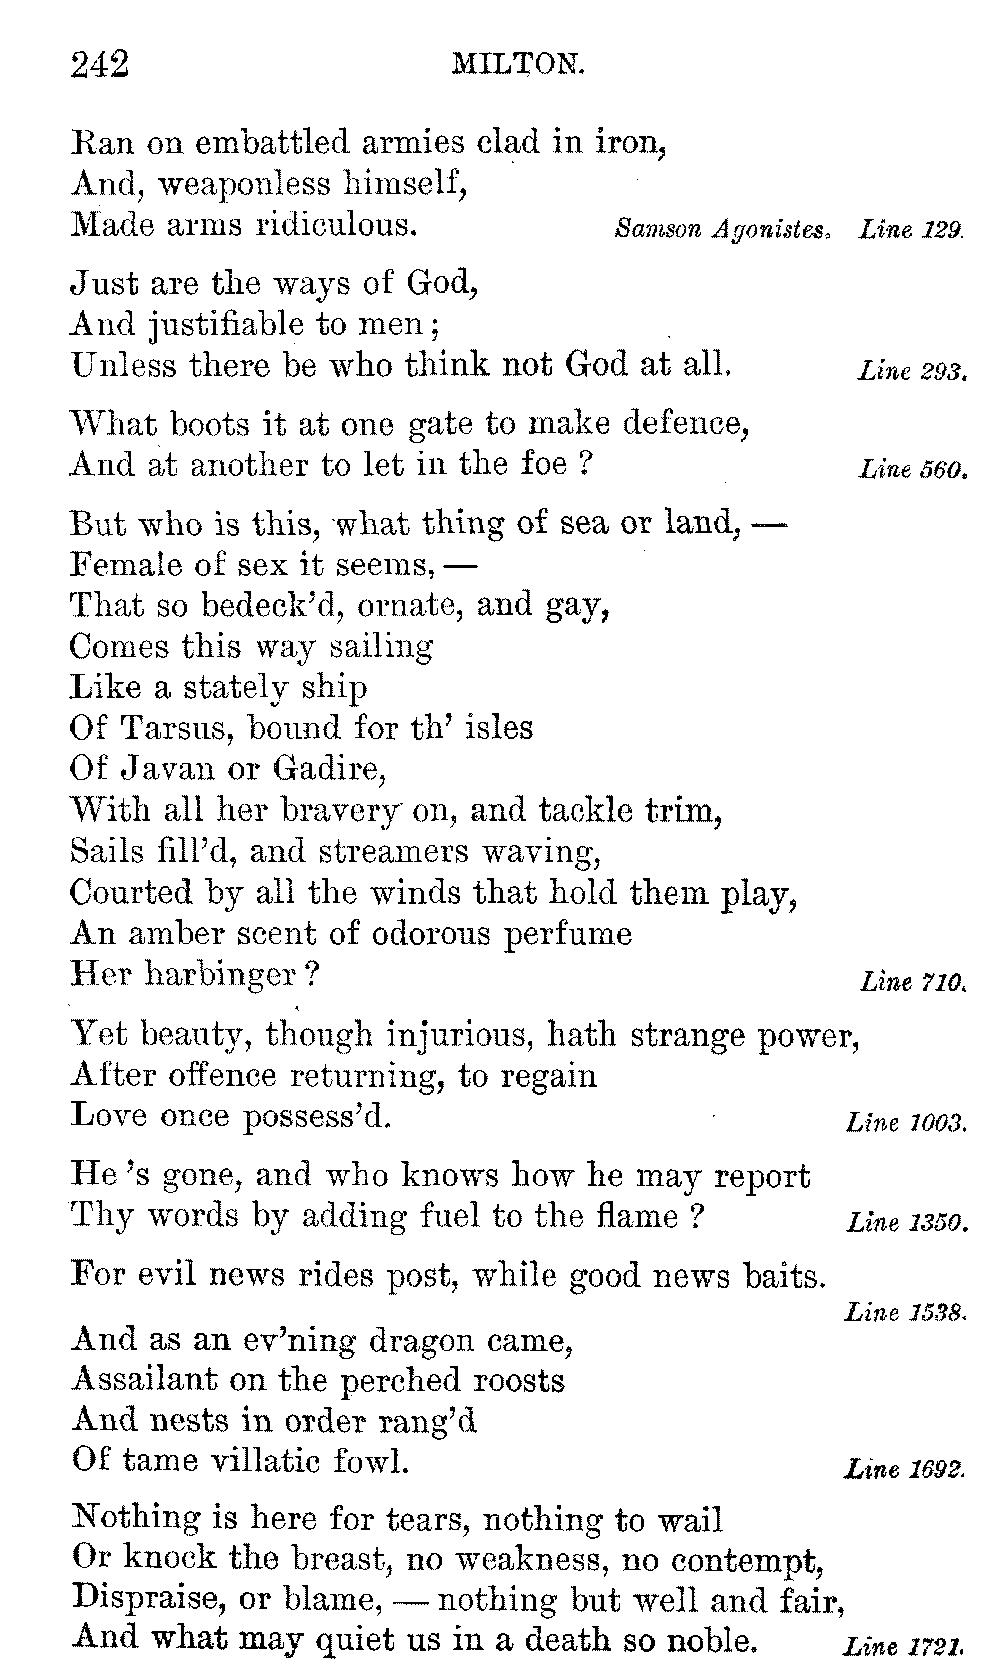 242 MILTON.
Ran on embattled armies clad in iron,
And, weaponless himself,
Made arms ridiculous. Samson Agonistes. Line 129.
Just are the ways of God,
And justifiable to men ;
Unless there be who think not God at all. Line 293.
What boots it at one gate to make defence,
And at another to let in the foe ? Line 560.
But who is this, what thing of sea or land, —
Female of sex it seems, —
That so bedeck'd, ornate, and gay,
Comes this way sailing
Like a stately ship
Of Tarsus, bound for th' isles
Of Javan or Gadire,
With all her bravery on, and tackle trim,
Sails fill'd, and streamers waving,
Courted by all the winds that hold them play,
An amber scent of odorous perfume
Her harbinger ? Line 710.
Yet beauty, though injurious, hath strange power,
After offence returning, to regain
Love once possess'd. Line 1003.
He 's gone, and who knows how he may report
Thy words by adding fuel to the flame ? Line 1350.
For evil news rides post, while good news baits.
Line 1538.
And as an ev'ning dragon came,
Assailant on the perched roosts
And nests in order rang'd
Of tame villatic fowl. Line 1692.
Nothing is here for tears, nothing to wail
Or knock the breast, no weakness, no contempt,
Dispraise, or blame, — nothing but well and fair,
And what may quiet us in a death so noble. Line 1721.